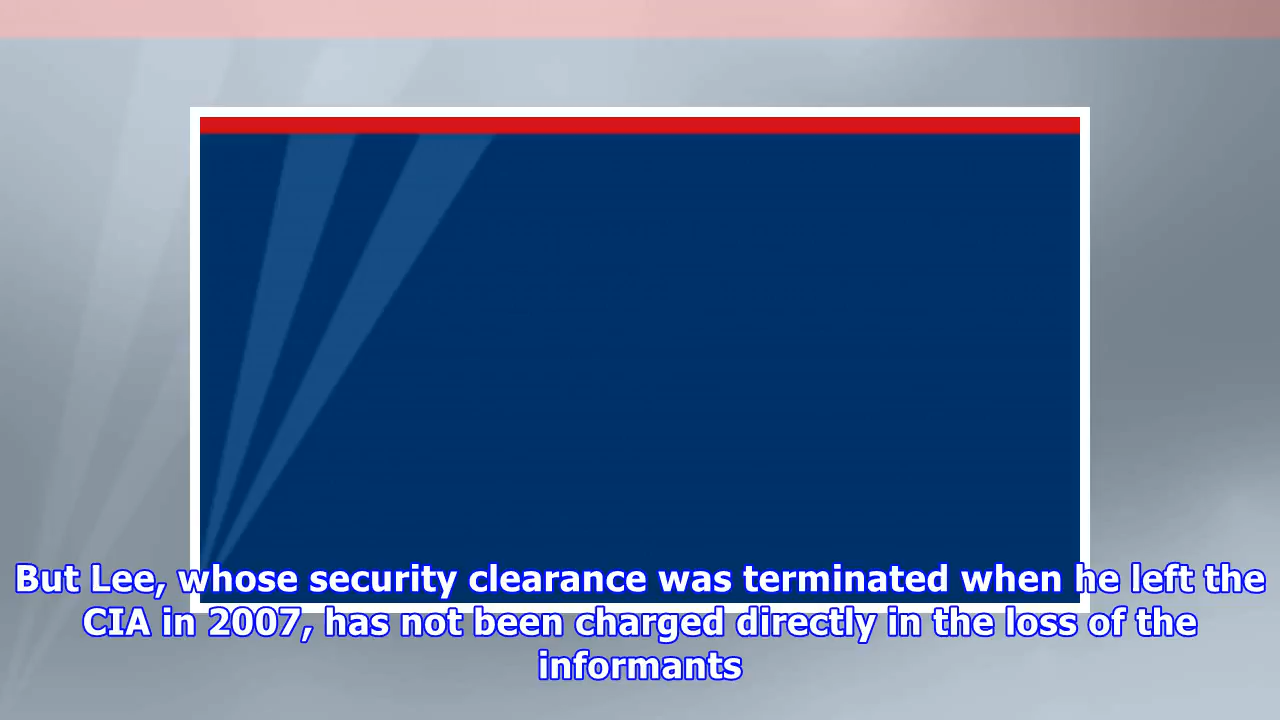 But Lee, whose security clearance was terminated when he left the
CIA in 2007, has not been charged directly in the loss of the
informants